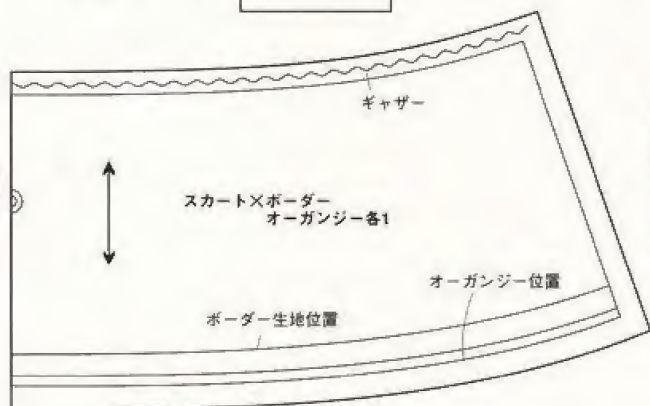 ギャザー
スカート×ボーダー
オーガンジー各1
オーガンジー位置
ボーダー生地位置